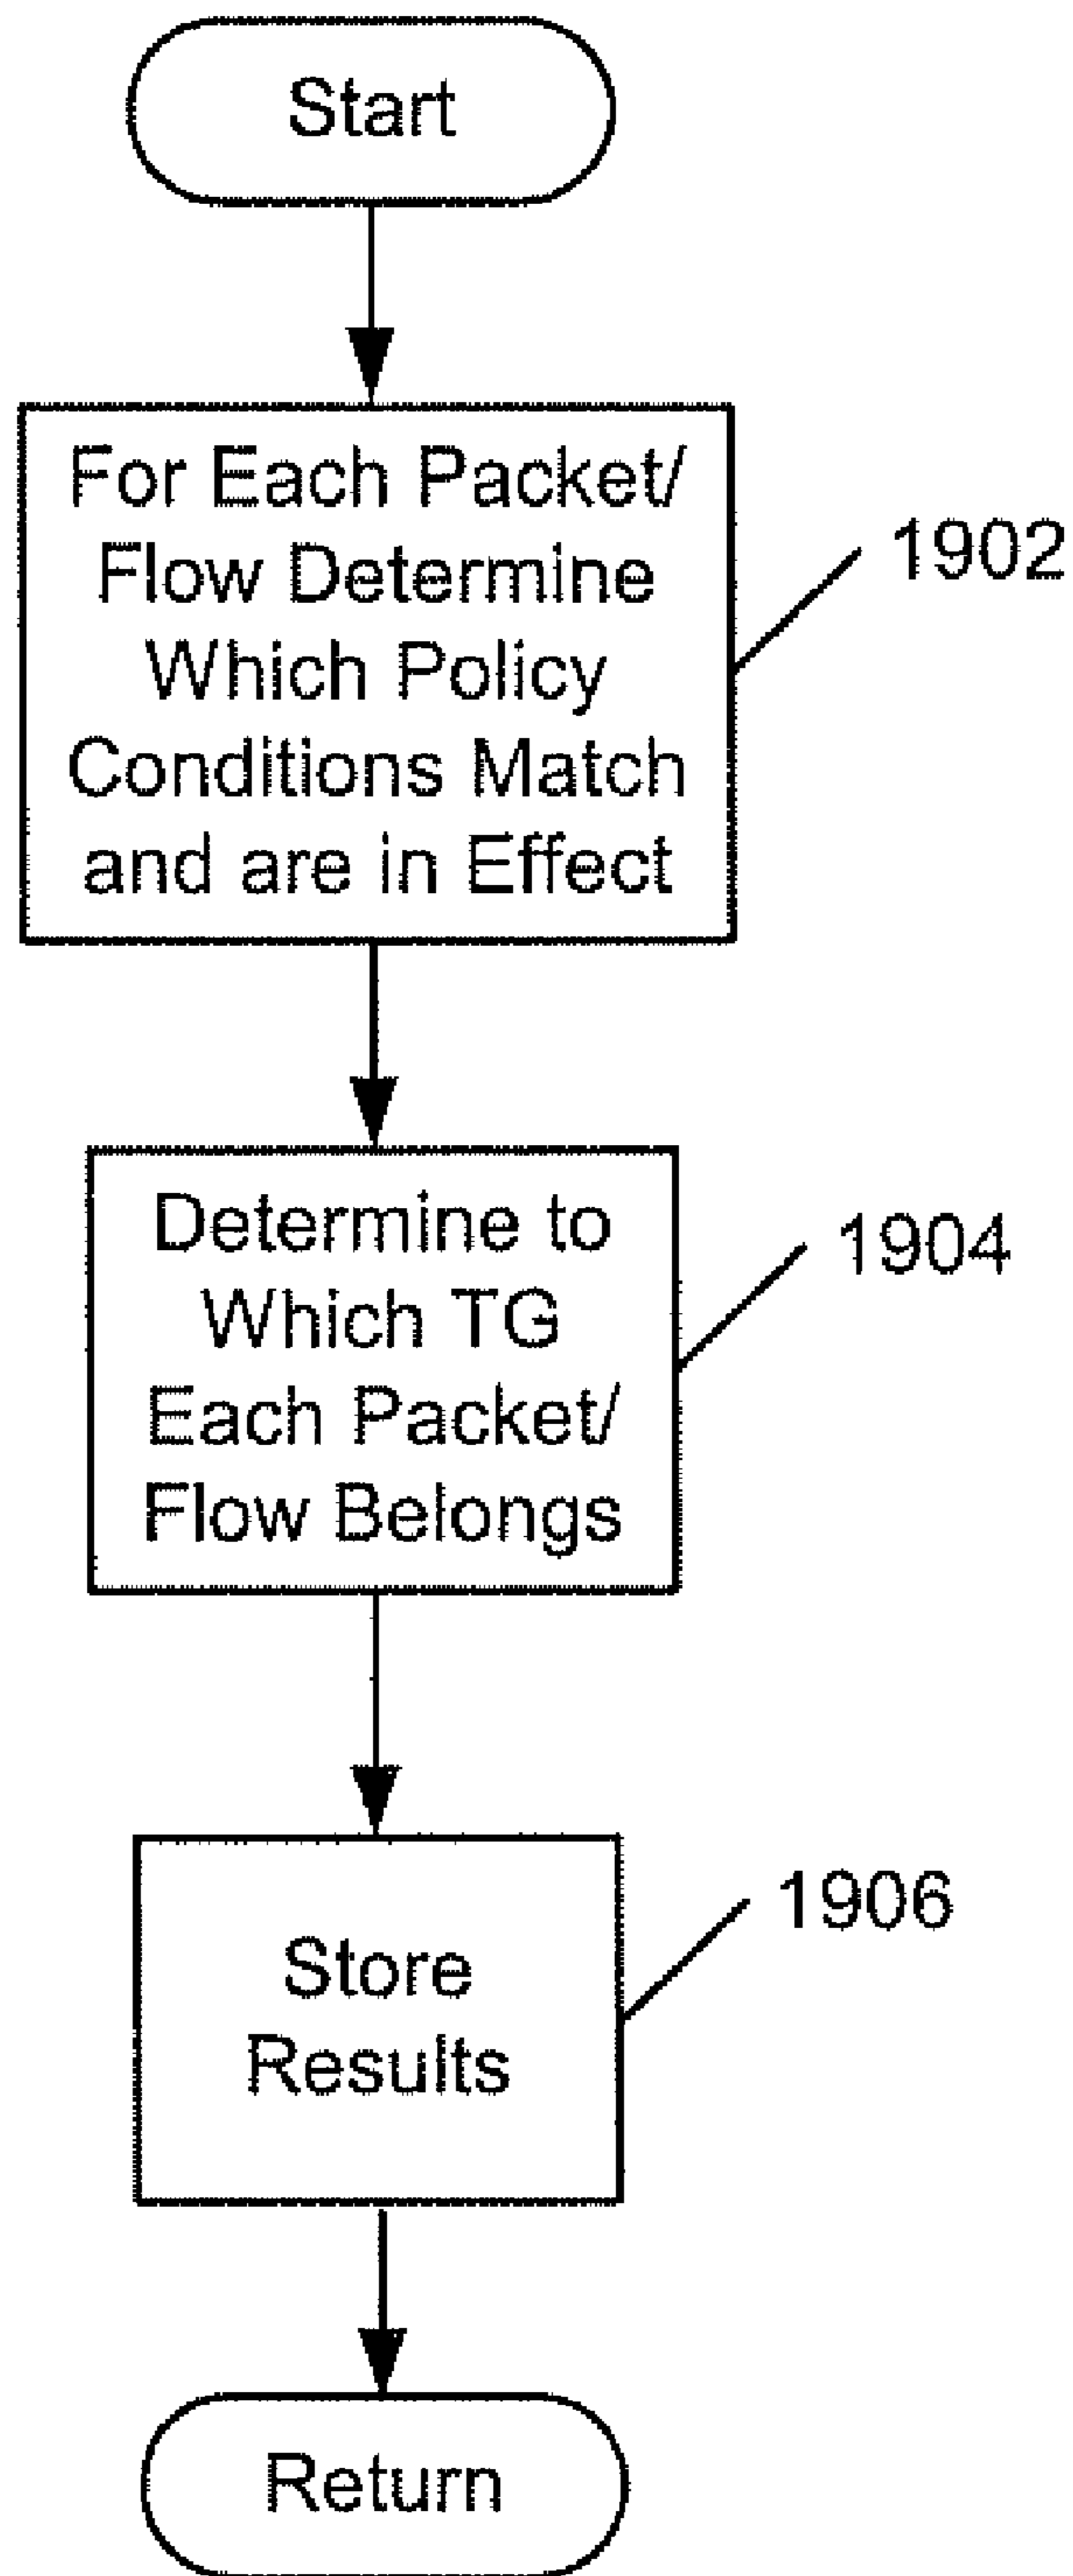 Start
For Each Packet/
Flow Determine
Which Policy
Conditions Match
and are in Effect
1902
Determine to
Which TG
Each Packet/
Flow Belongs
1904
Store
Results
1906
Return